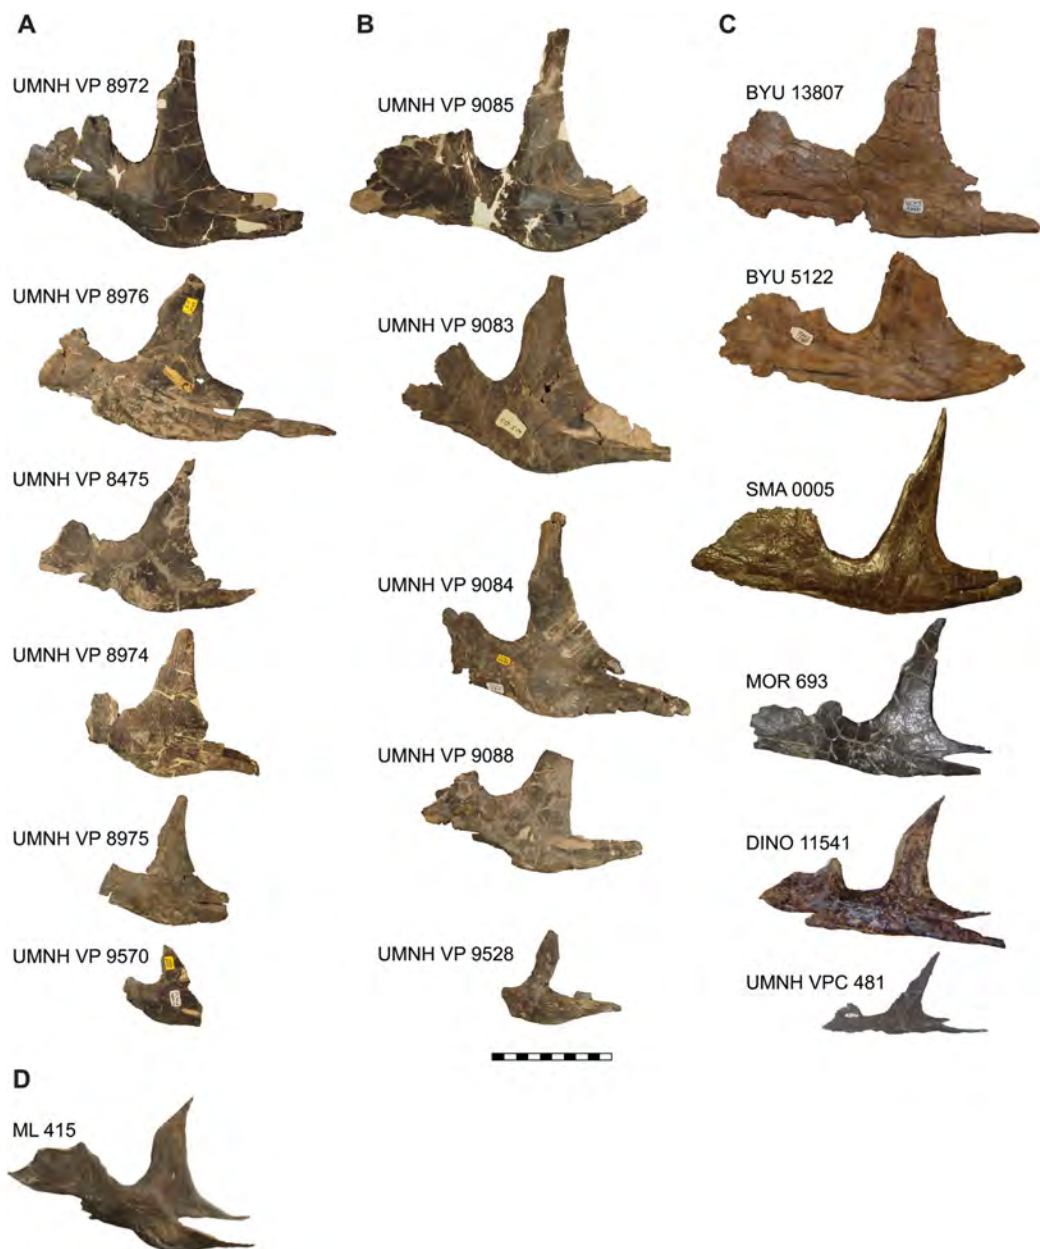 A
UMNH VP 8972
UMNH VP 8976
UMNH VP 8475
UMNH VP 8974
UMNH VP 8975
UMNH VP 9570
B
UMNH VP 9085
UMNH VP 9083
UMNH VP 9084
UMNH VP 9088
UMNH VP 9528
C
BYU 13807
BYU 5122
SMA 0005
MOR 693
DINO 11541
UMNH VPC 481
D
ML 415